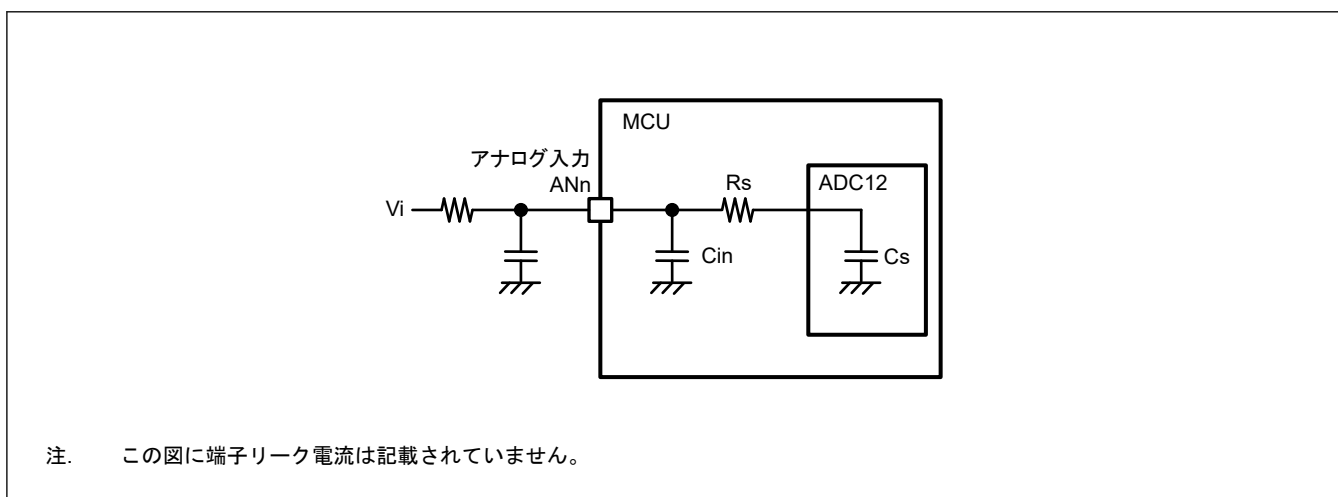 MCU
アナログ入力
ANn
Rs
ADC12
Vi
Cin
Cs
注. この図に端子リーク電流は記載されていません。